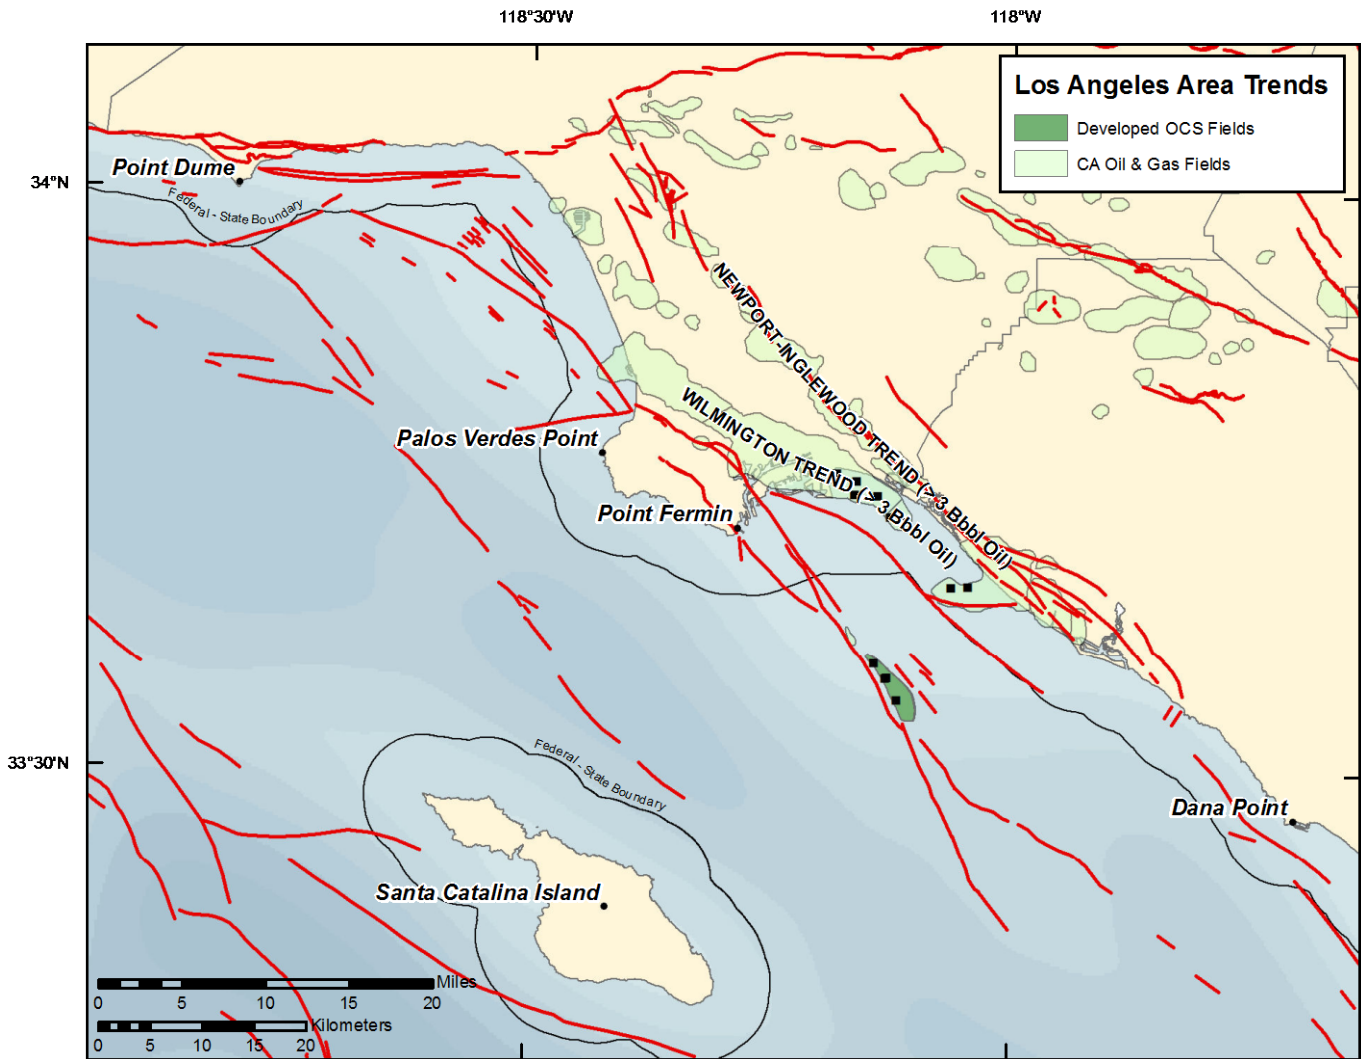 118°30'W
118°W
Los Angeles Area Trends
Developed OCS Fields
CA Oil & Gas Fields
Point Dume
34°N
Federal - State Boundary
NEWPORT-INGLEWOOD TREND (> 3 Bbbl Oil)
WILMINGTON TREND (> 3 Bbbl Oil)
Palos Verdes Point
Point Fermin
33°30'N
Federal - State Boundary
Dana Point
Santa Catalina Island
Miles
0 5 10 15 20
Kilometers
0 5 10 15 20